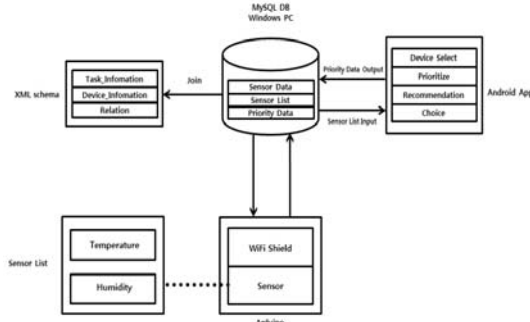 MySQL DB
Windows PC
XML schema
Task_Infomation
Device_Infomation
Relation
Join
Sensor Data
Sensor List
Priority Data
Priority Data Output
Sensor List Input
Device Select
Prioritize
Recommendation
Choice
Android App
Sensor List
Temperature
Humidity
WiFi Shield
Sensor
Arduino